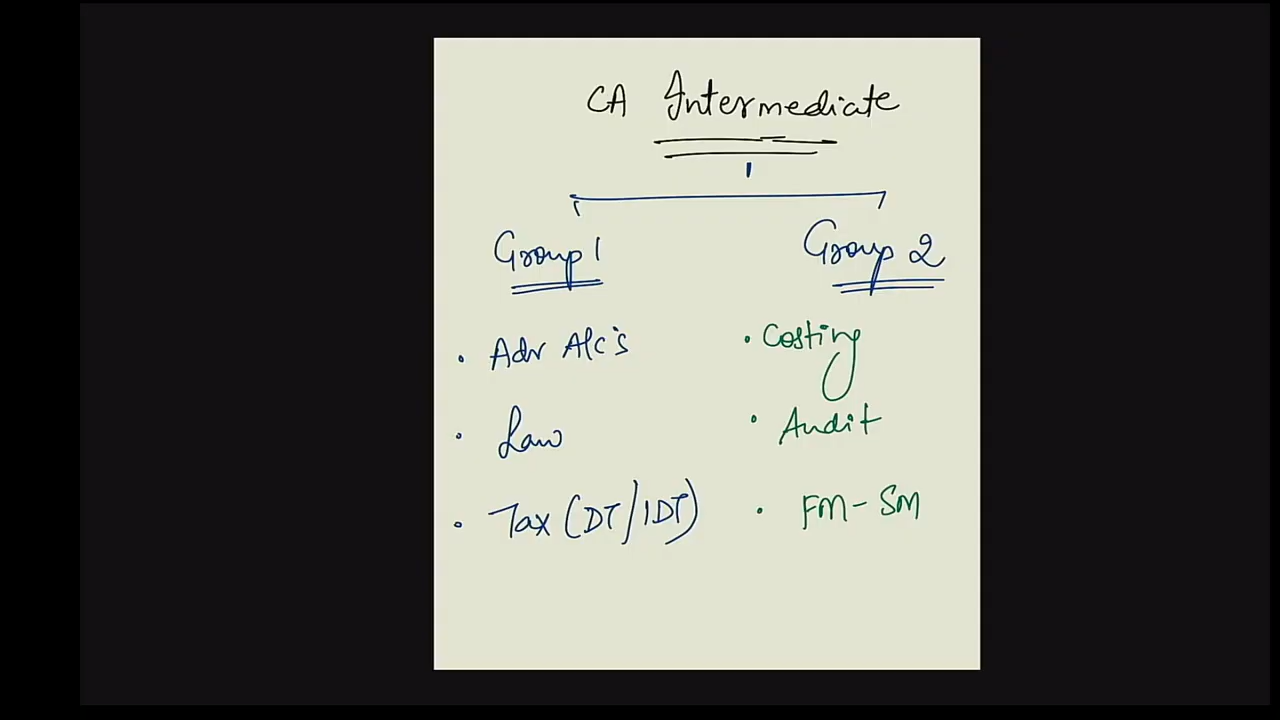 CA Intermediate
Group 1
Group 2
• Adv A/c's
• Costing
• Law
• Audit
• Tax (DT/IDT)
• FM - SM